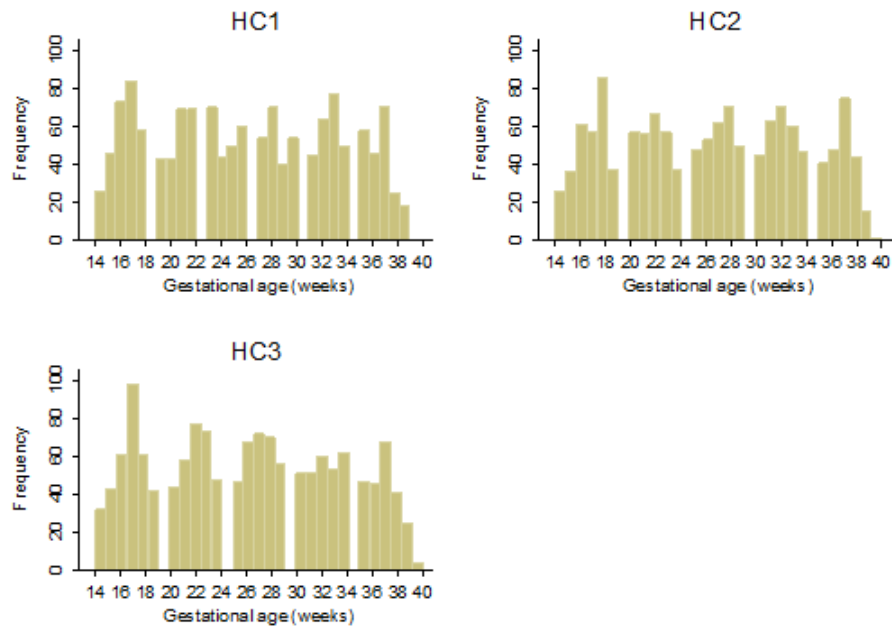 HC1
Frequency
0 20 40 60 80 100
14 16 18 20 22 24 26 28 30 32 34 36 38 40
Gestational age (weeks)
HC2
Frequency
0 20 40 60 80 100
14 16 18 20 22 24 26 28 30 32 34 36 38 40
Gestational age (weeks)
HC3
Frequency
0 20 40 60 80 100
14 16 18 20 22 24 26 28 30 32 34 36 38 40
Gestational age (weeks)